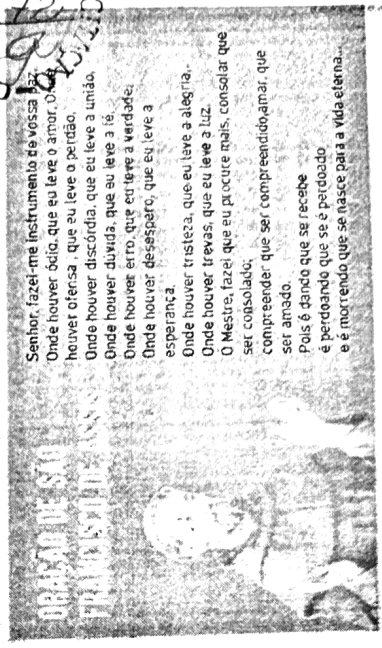 ORAÇÃO DE SÃO
FRANCISCO DE
Senhor, fazei-me instrumento de vossa paz.
Onde houver ódio, que eu leve o amor, O
houver ofensa , que eu leve o perdão,
Onde houver discórdia, que eu leve a união,
Onde houver dúvida, que eu leve a fé,
Onde houver erro, que eu leve a verdade,
Onde houver desespero, que eu leve a
esperança,
Onde houver tristeza, que eu leve a alegria,
Onde houver trevas, que eu leve a luz.
O Mestre, fazei que eu procure mais, consolar que
ser consolado;
compreender que ser compreendido,amar, que
ser amado.
Pois é dando que se recebe
é perdoando que se é perdoado
e é morrendo que se nasce para a vida eterna...